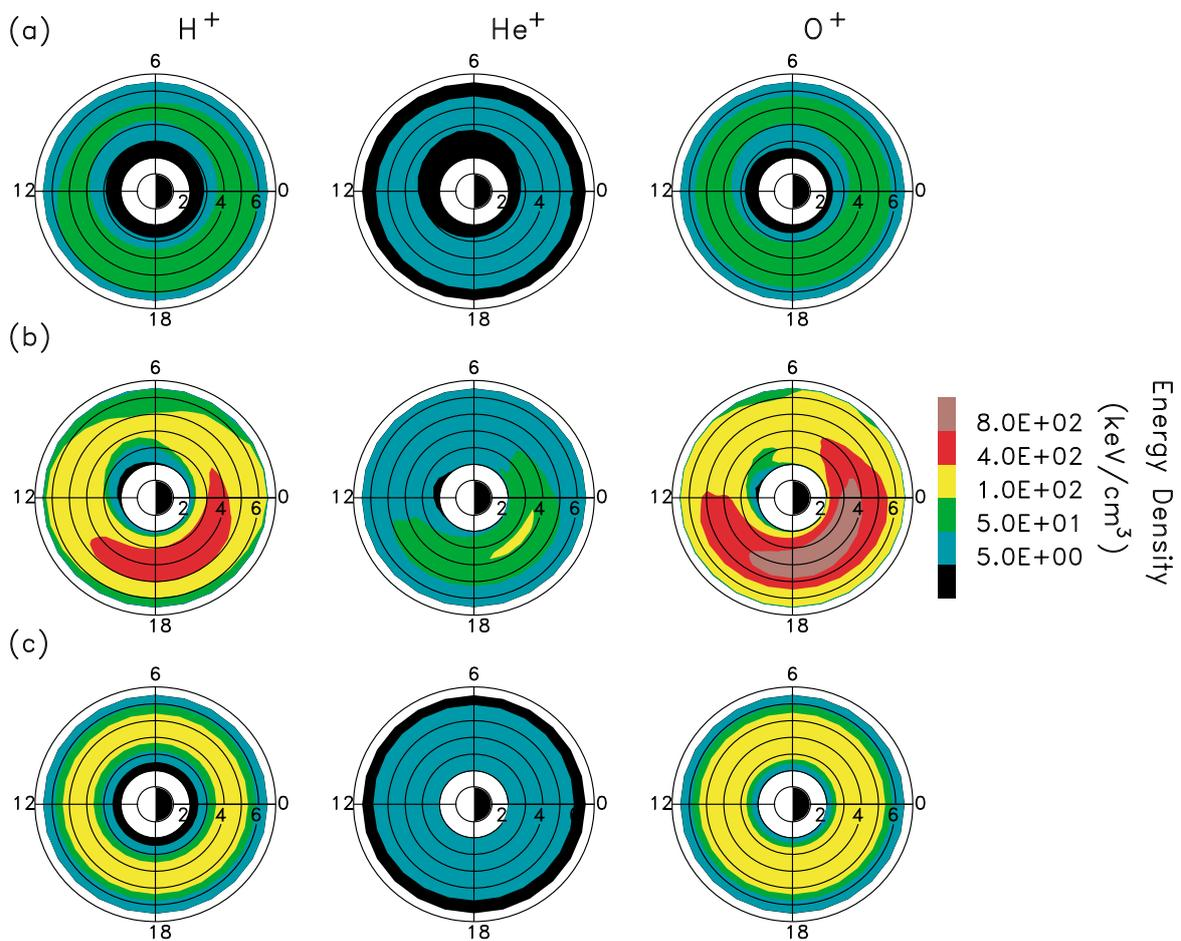 (a) H+ He+ O+
6 6 6
12 2 4 6 0 2 4 0 12 2 4 6 0
18 18 18
(b)
6 6 6
12 2 4 6 0 12 2 4 6 0 12 2 4 6 0
18 18 18
8.0E+02
4.0E+02
1.0E+02
5.0E+01
5.0E+00
Energy Density
(keV/cm3)
(c)
6 6 6
12 2 4 6 0 12 2 4 0 12 2 4 6 0
18 18 18